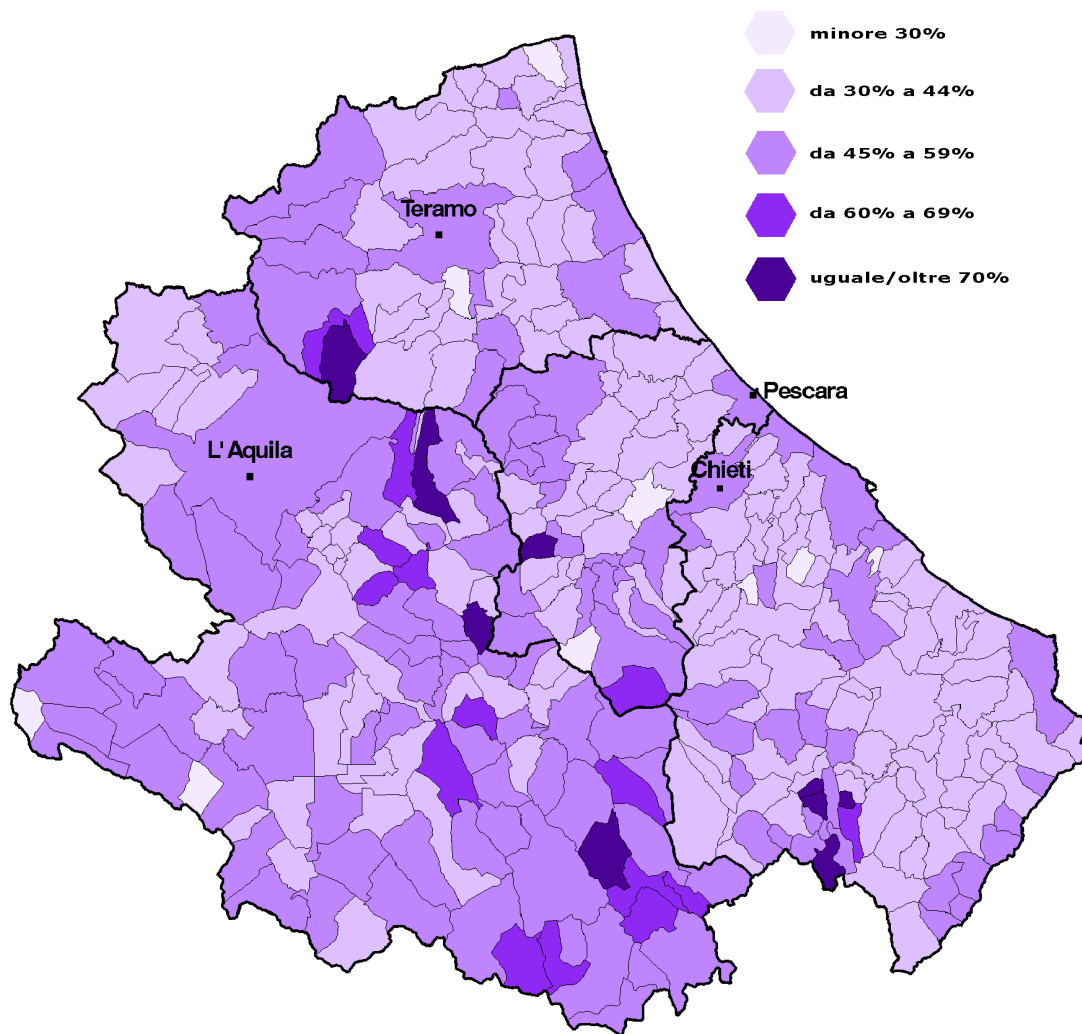 minore 30%
da 30% a 44%
da 45% a 59%
da 60% a 69%
uguale/oltre 70%
Teramo
Pescara
L' Aquila
Chieti